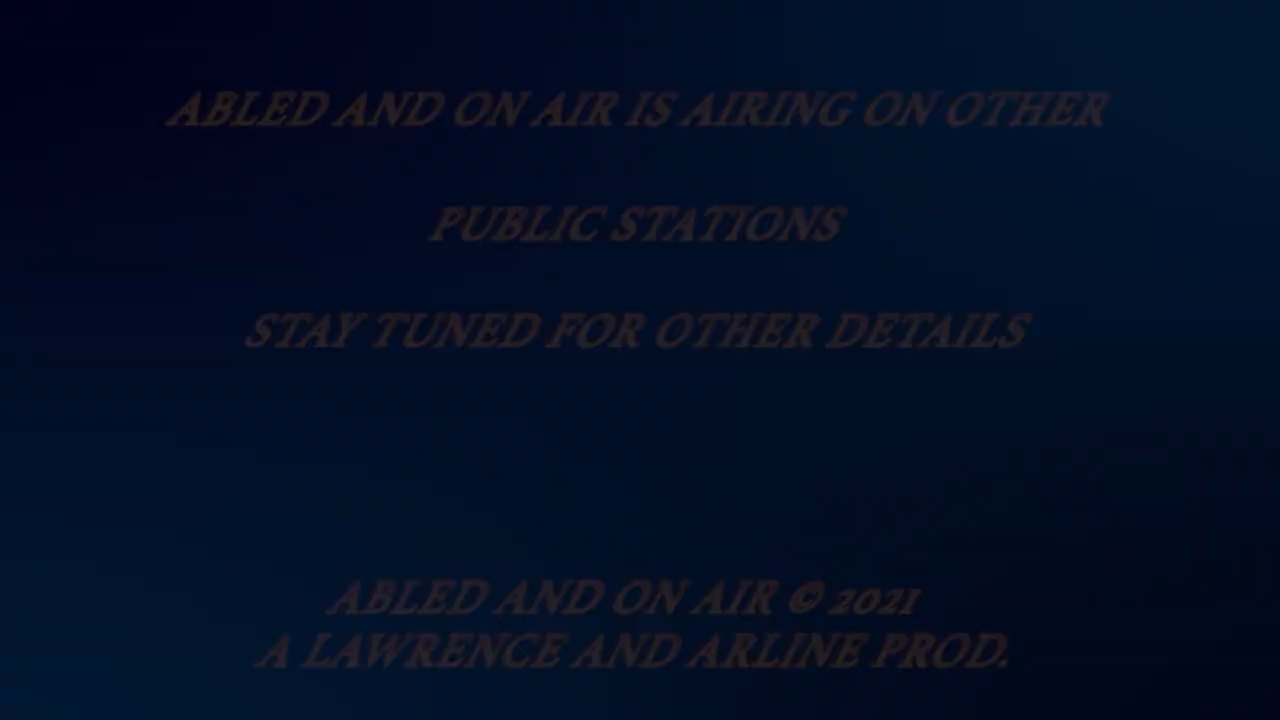 ABLED AND ON AIR IS AIRING ON OTHER
PUBLIC STATIONS
STAY TUNED FOR OTHER DETAILS
ABLED AND ON AIR © 2021
A LAWRENCE AND ARLINE PROD.